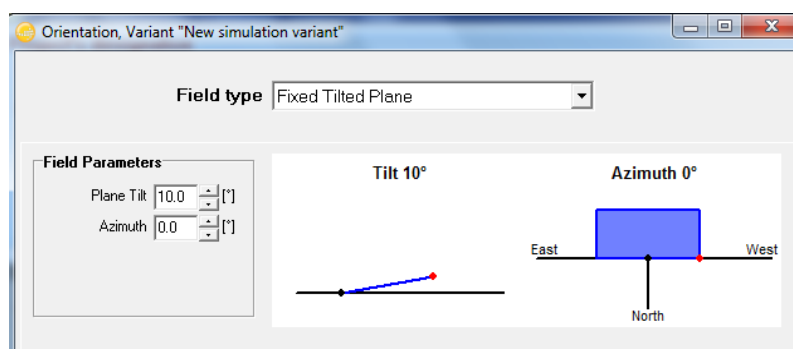 Orientation, Variant "New simulation variant"
Field type Fixed Tilted Plane
Field Parameters
Plane Tilt 10.0 [°]
Azimuth 0.0 [°]
Tilt 10°
Azimuth 0°
East West
North